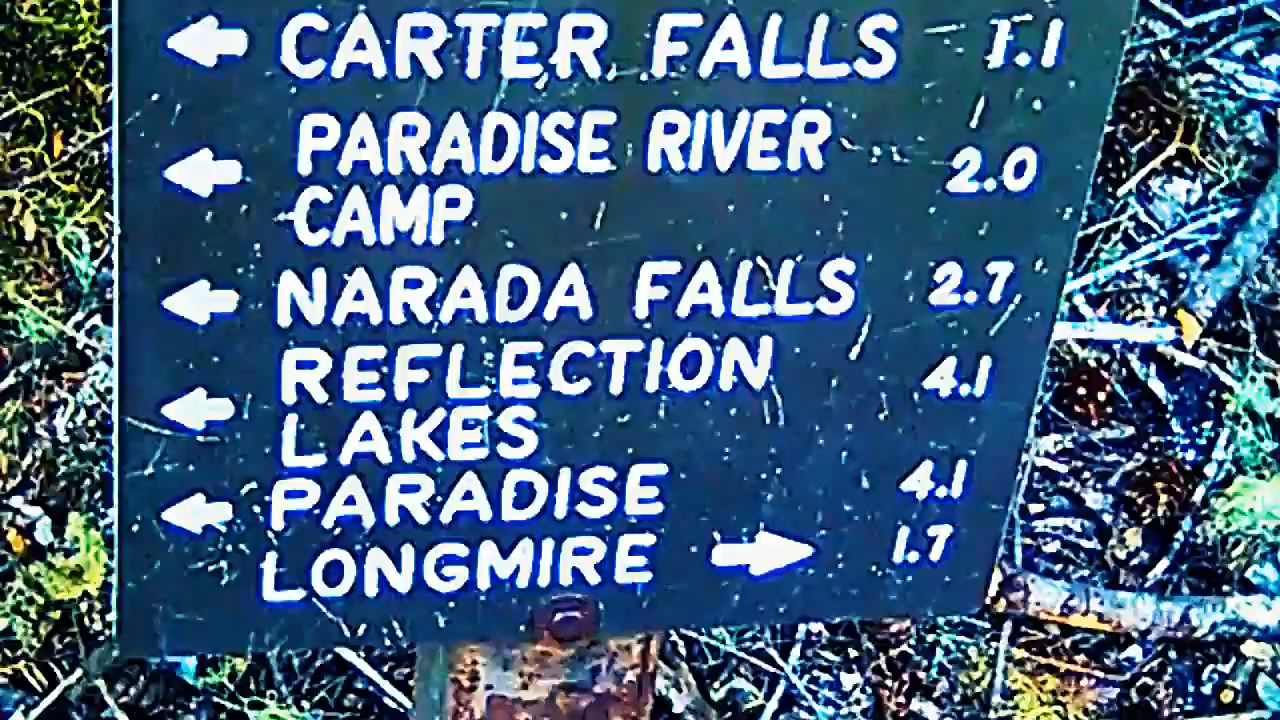 ← CARTER FALLS 1.1
PARADISE RIVER
← CAMP 2.0
← NARADA FALLS 2.7
REFLECTION
← LAKES 4.1
← PARADISE 4.1
LONGMIRE → 1.7